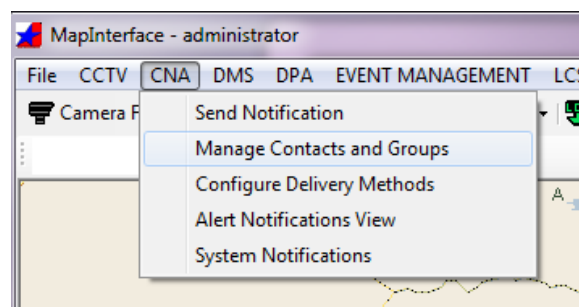 MapInterface - administrator
File CCTV CNA DMS DPA EVENT MANAGEMENT LCS
Camera F
Send Notification
Manage Contacts and Groups
Configure Delivery Methods
Alert Notifications View
System Notifications
A